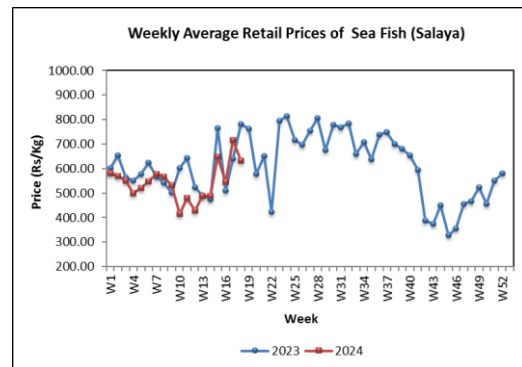 Weekly Average Retail Prices of Sea Fish (Salaya)
Price (Rs/Kg)
1000.00
900.00
800.00
700.00
600.00
500.00
400.00
300.00
200.00
W1
W4
W7
W10
W13
W16
W19
W22
W25
W28
W31
W34
W37
W40
W43
W46
W49
W52
Week
2023
2024